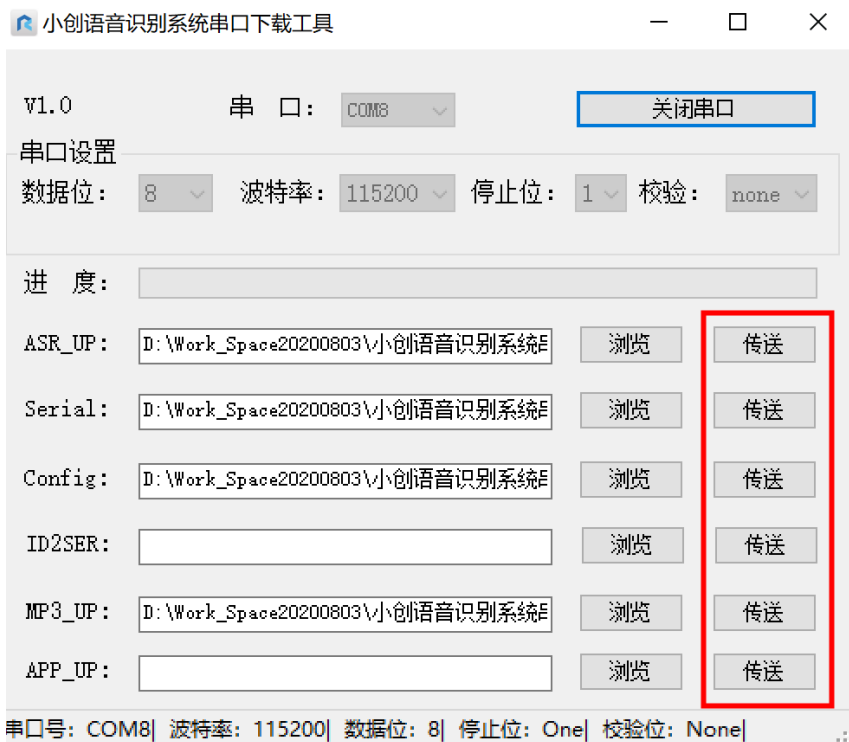 小创语音识别系统串口下载工具
V1.0 串 口: COM8 关闭串口
串口设置
数据位: 8 波特率: 115200 停止位: 1 校验: none
进 度:
ASR_UP: D:\Work_Space20200803\小创语音识别系统串 浏览 传送
Serial: D:\Work_Space20200803\小创语音识别系统串 浏览 传送
Config: D:\Work_Space20200803\小创语音识别系统串 浏览 传送
ID2SER: 浏览 传送
MP3_UP: D:\Work_Space20200803\小创语音识别系统串 浏览 传送
APP_UP: 浏览 传送
串口号: COM8| 波特率: 115200| 数据位: 8| 停止位: One| 校验位: None|